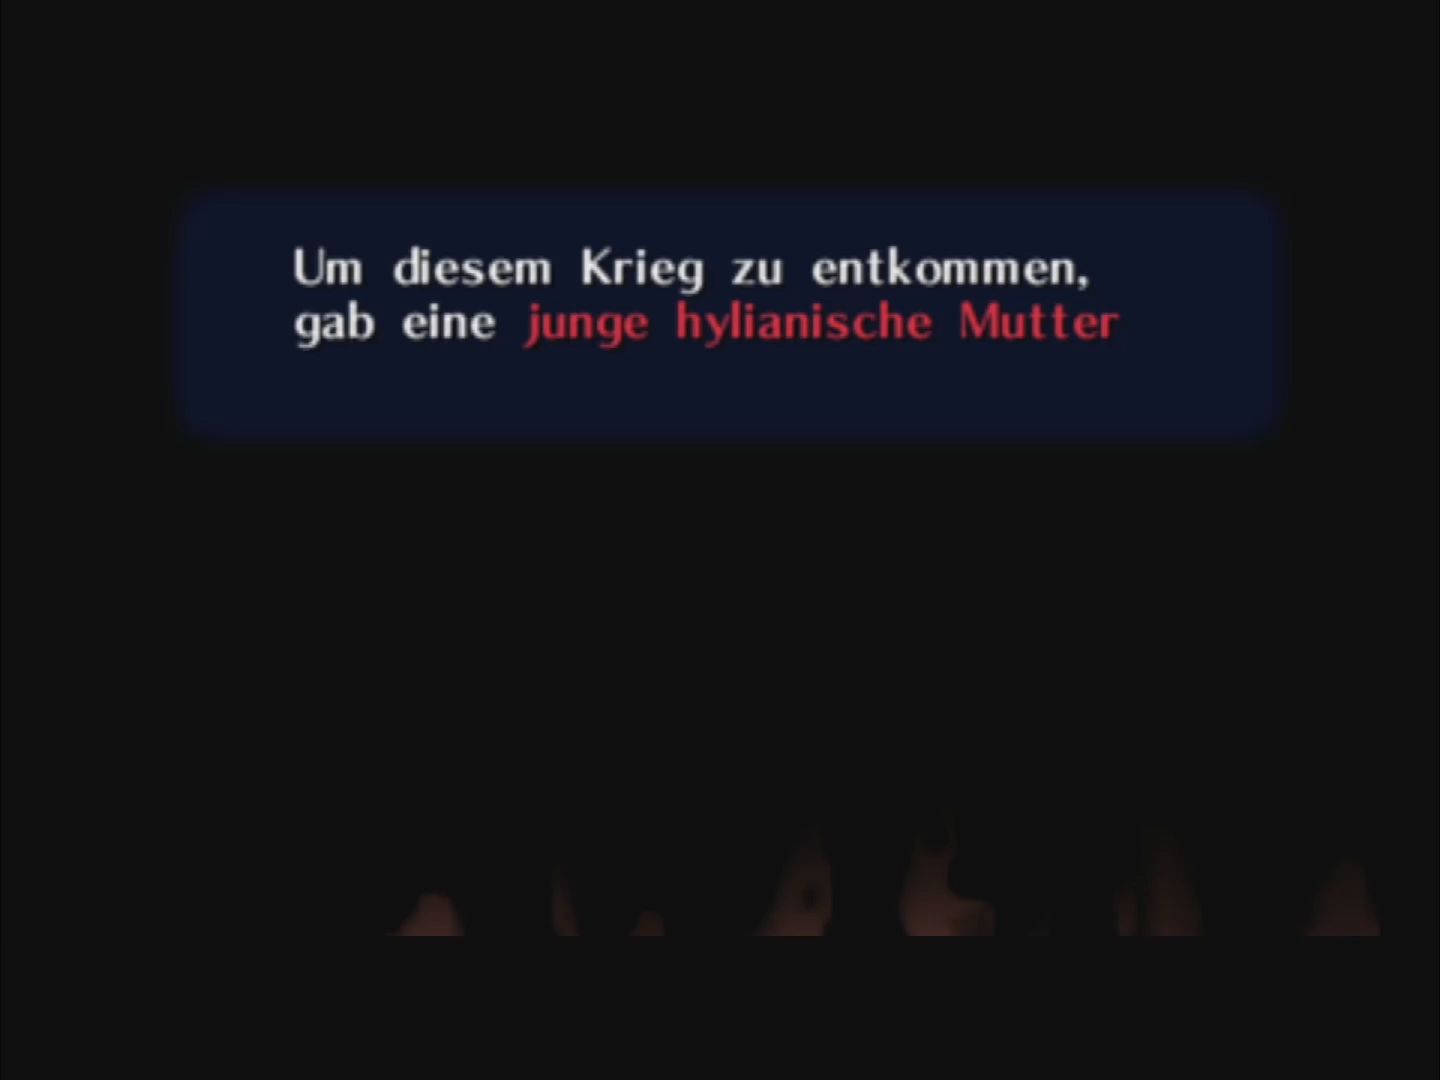 Um diesem Krieg zu entkommen,
gab eine junge hylianische Mutter